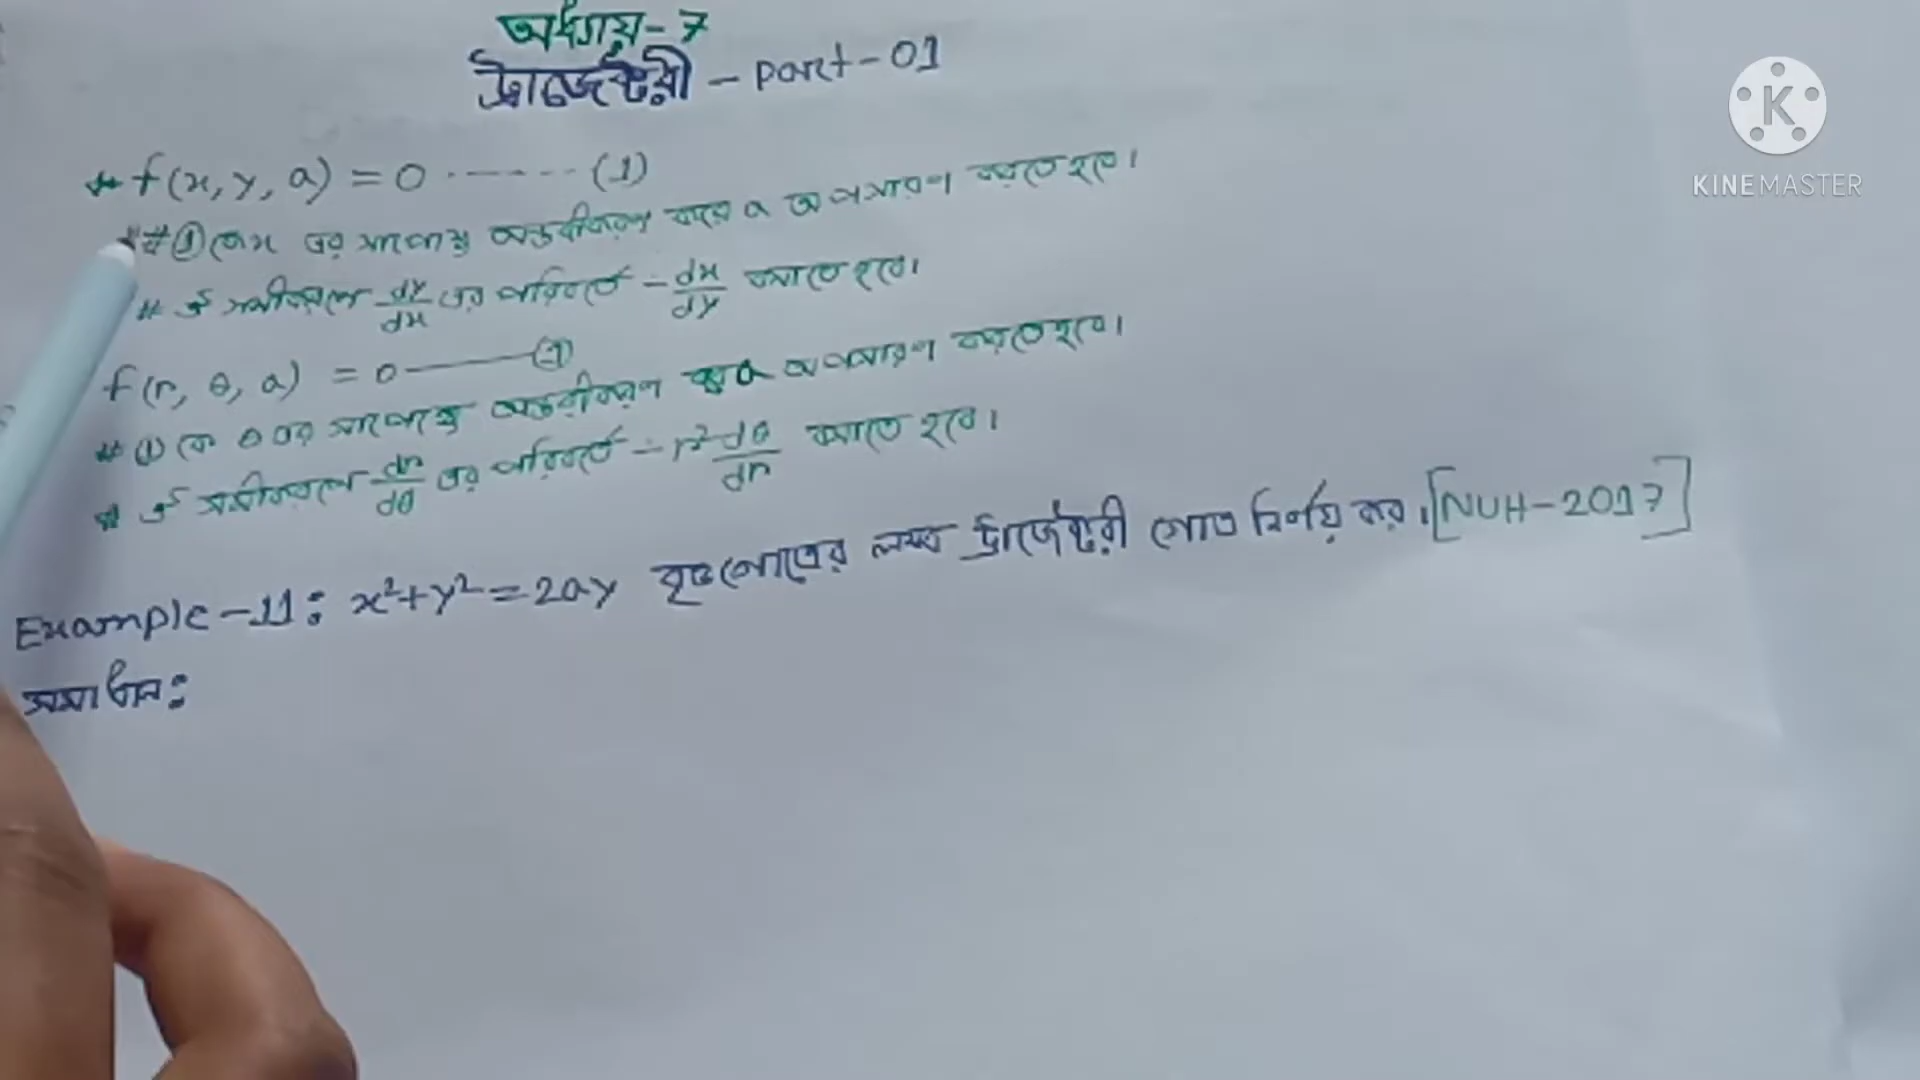 অধ্যায়-7
ট্রাজেক্টরী - part-01
* f(x, y, a) = 0 ------ (1)
## ① কে x এর সাপেক্ষে অন্তরীকরণ করে a অপসারণ করতে হবে।
# ঐ সমীকরণে dy/dx এর পরিবর্তে - dx/dy বসাতে হবে।
f(r, θ, a) = 0 ——— (1)
# ① কে θ এর সাপেক্ষে অন্তরীকরণ a অপসারণ করতে হবে।
# ঐ সমীকরণে dr/dθ এর পরিবর্তে - r² dθ/dr বসাতে হবে।
Example-11: x²+y²=2ay বৃত্তগোত্রের লম্ব ট্রাজেক্টরী গোত্র নির্ণয় কর। [NUH-2017]
সমাধান:
K
KINEMASTER